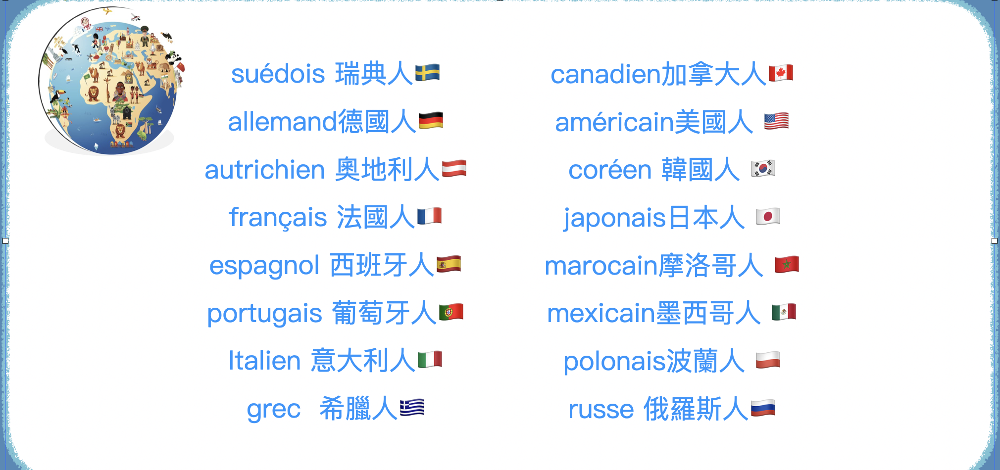 suédois 瑞典人🇸🇪
allemand德國人🇩🇪
autrichien 奧地利人🇦🇹
français 法國人🇫🇷
espagnol 西班牙人🇪🇸
portugais 葡萄牙人🇵🇹
Italien 意大利人🇮🇹
grec  希臘人🇬🇷
canadien加拿大人🇨🇦
américain美國人 🇺🇸
coréen 韓國人 🇰🇷
japonais日本人 🇯🇵
marocain摩洛哥人 🇲🇦
mexicain墨西哥人 🇲🇽
polonais波蘭人 🇵🇱
russe 俄羅斯人🇷🇺